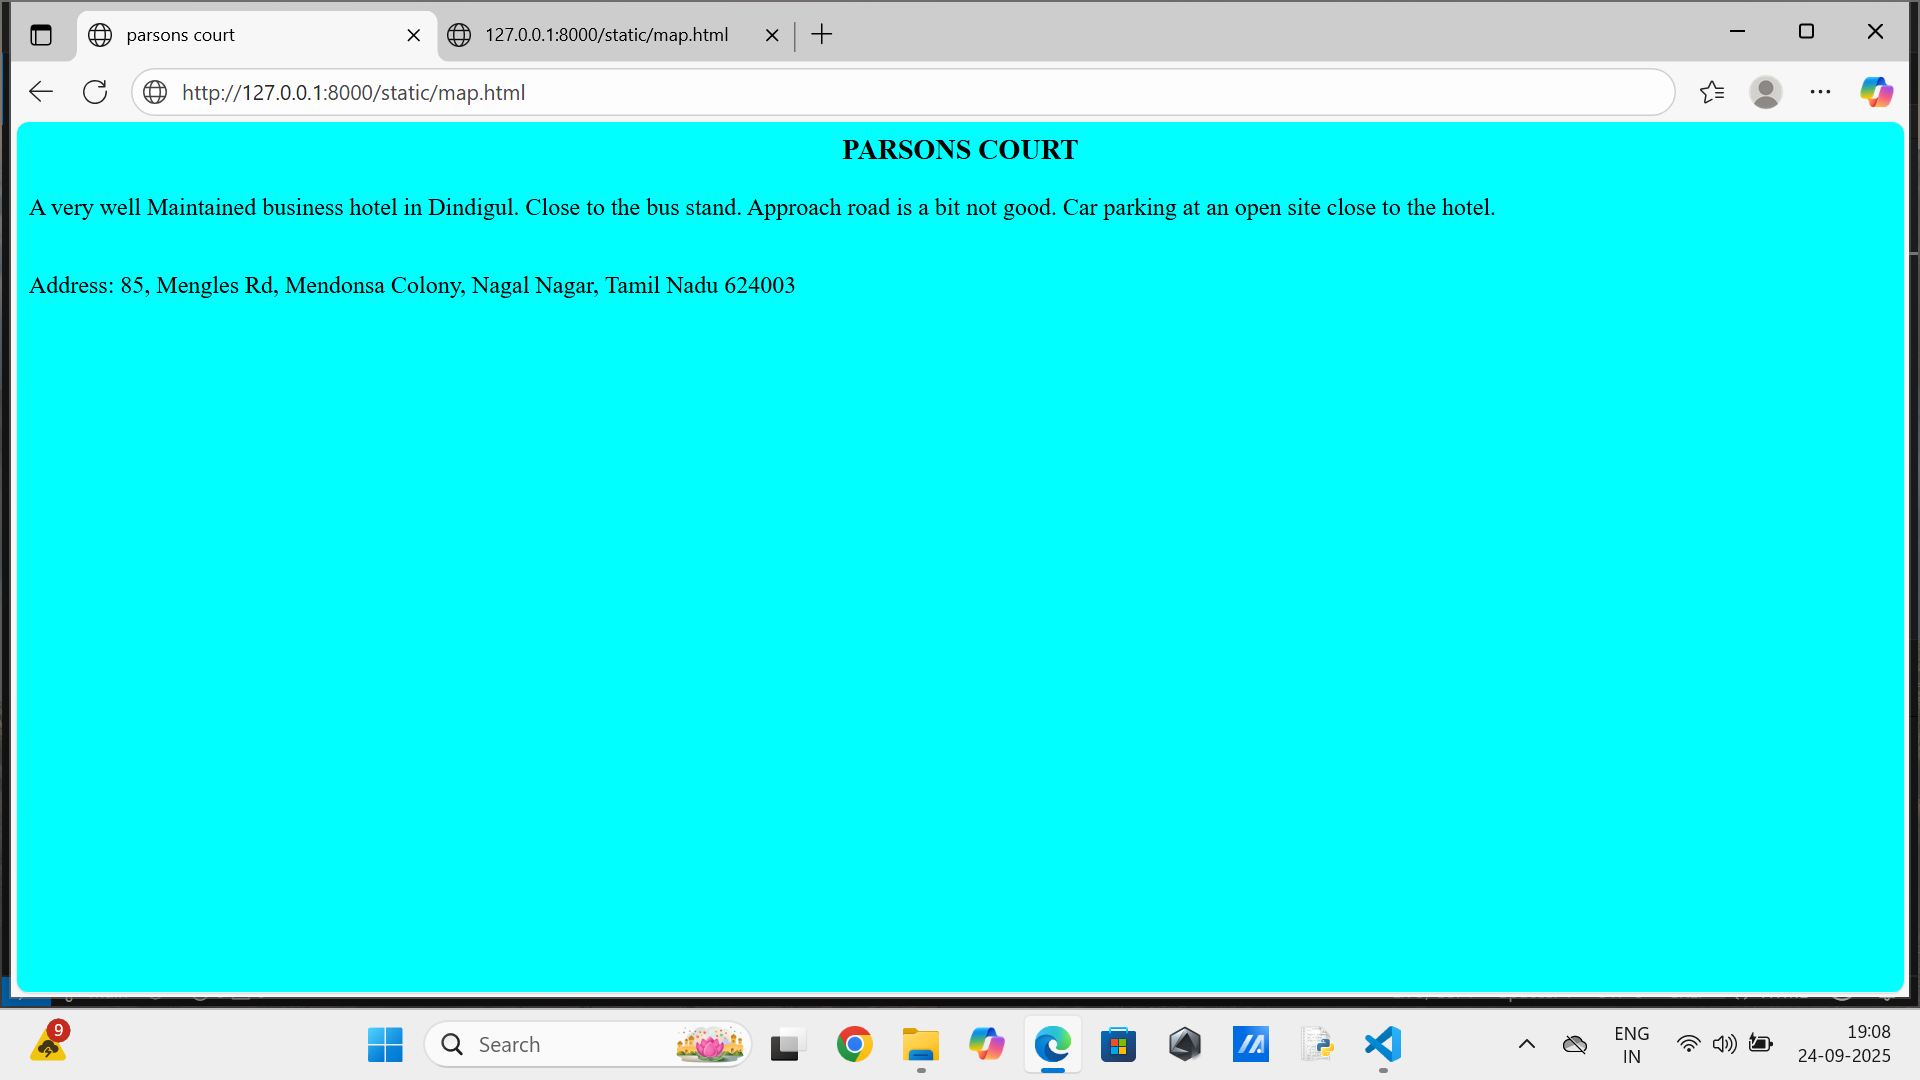 parsons court
127.0.0.1:8000/static/map.html
http://127.0.0.1:8000/static/map.html
PARSONS COURT
A very well Maintained business hotel in Dindigul. Close to the bus stand. Approach road is a bit not good. Car parking at an open site close to the hotel.
Address: 85, Mengles Rd, Mendonsa Colony, Nagal Nagar, Tamil Nadu 624003
9
Search
ENG
IN
19:08
24-09-2025